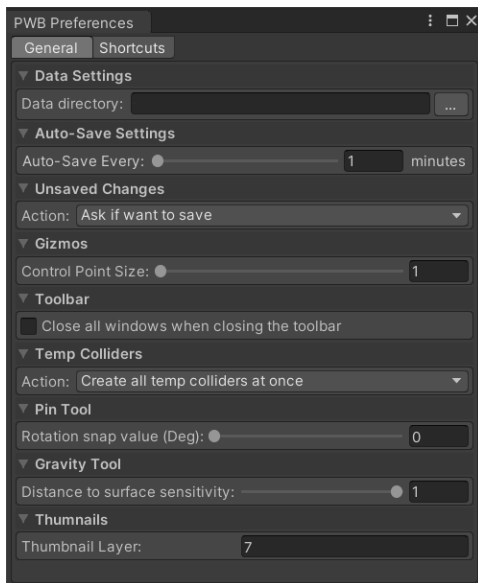 PWB Preferences
General Shortcuts
Data Settings
Data directory: ...
Auto-Save Settings
Auto-Save Every: 1 minutes
Unsaved Changes
Action: Ask if want to save
Gizmos
Control Point Size: 1
Toolbar
Close all windows when closing the toolbar
Temp Colliders
Action: Create all temp colliders at once
Pin Tool
Rotation snap value (Deg): 0
Gravity Tool
Distance to surface sensitivity: 1
Thumnails
Thumbnail Layer: 7